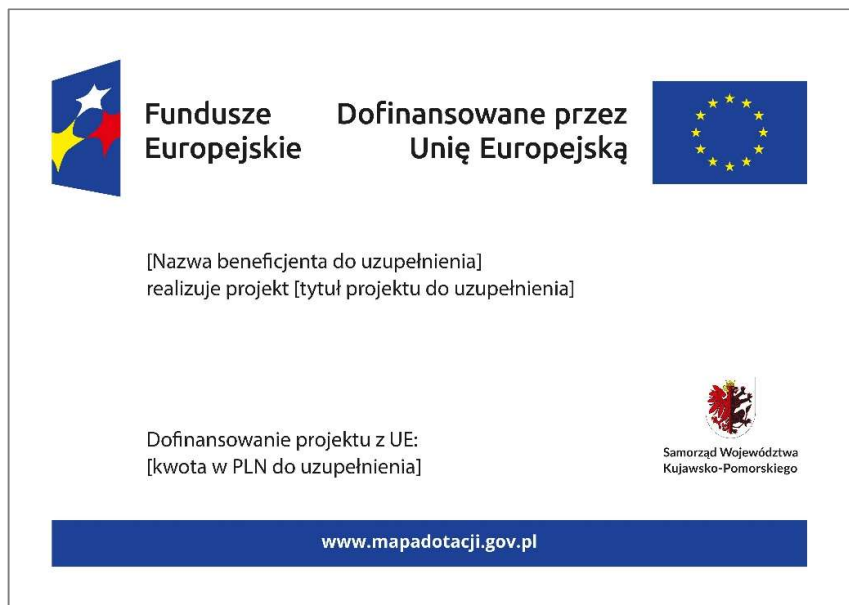 Fundusze
Europejskie
Dofinansowane przez
Unię Europejską
[Nazwa beneficjenta do uzupełnienia]
realizuje projekt [tytuł projektu do uzupełnienia]
Dofinansowanie projektu z UE:
[kwota w PLN do uzupełnienia]
Samorząd Województwa
Kujawsko-Pomorskiego
www.mapadotacji.gov.pl